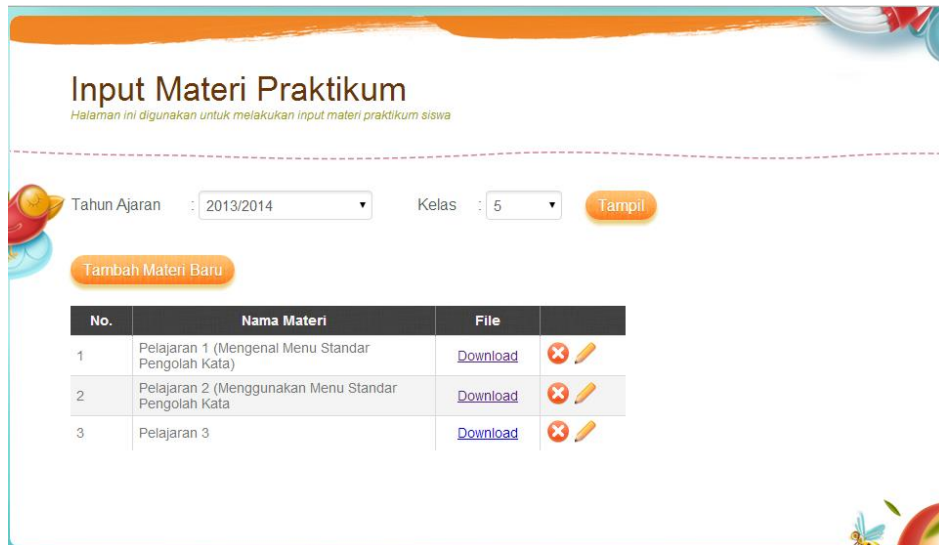 Input Materi Praktikum
Halaman ini digunakan untuk melakukan input materi praktikum siswa
Tahun Ajaran : 2013/2014 Kelas : 5 Tampil
Tambah Materi Baru
No. Nama Materi File
1 Pelajaran 1 (Mengenal Menu Standar Pengolah Kata) Download
2 Pelajaran 2 (Menggunakan Menu Standar Pengolah Kata Download
3 Pelajaran 3 Download